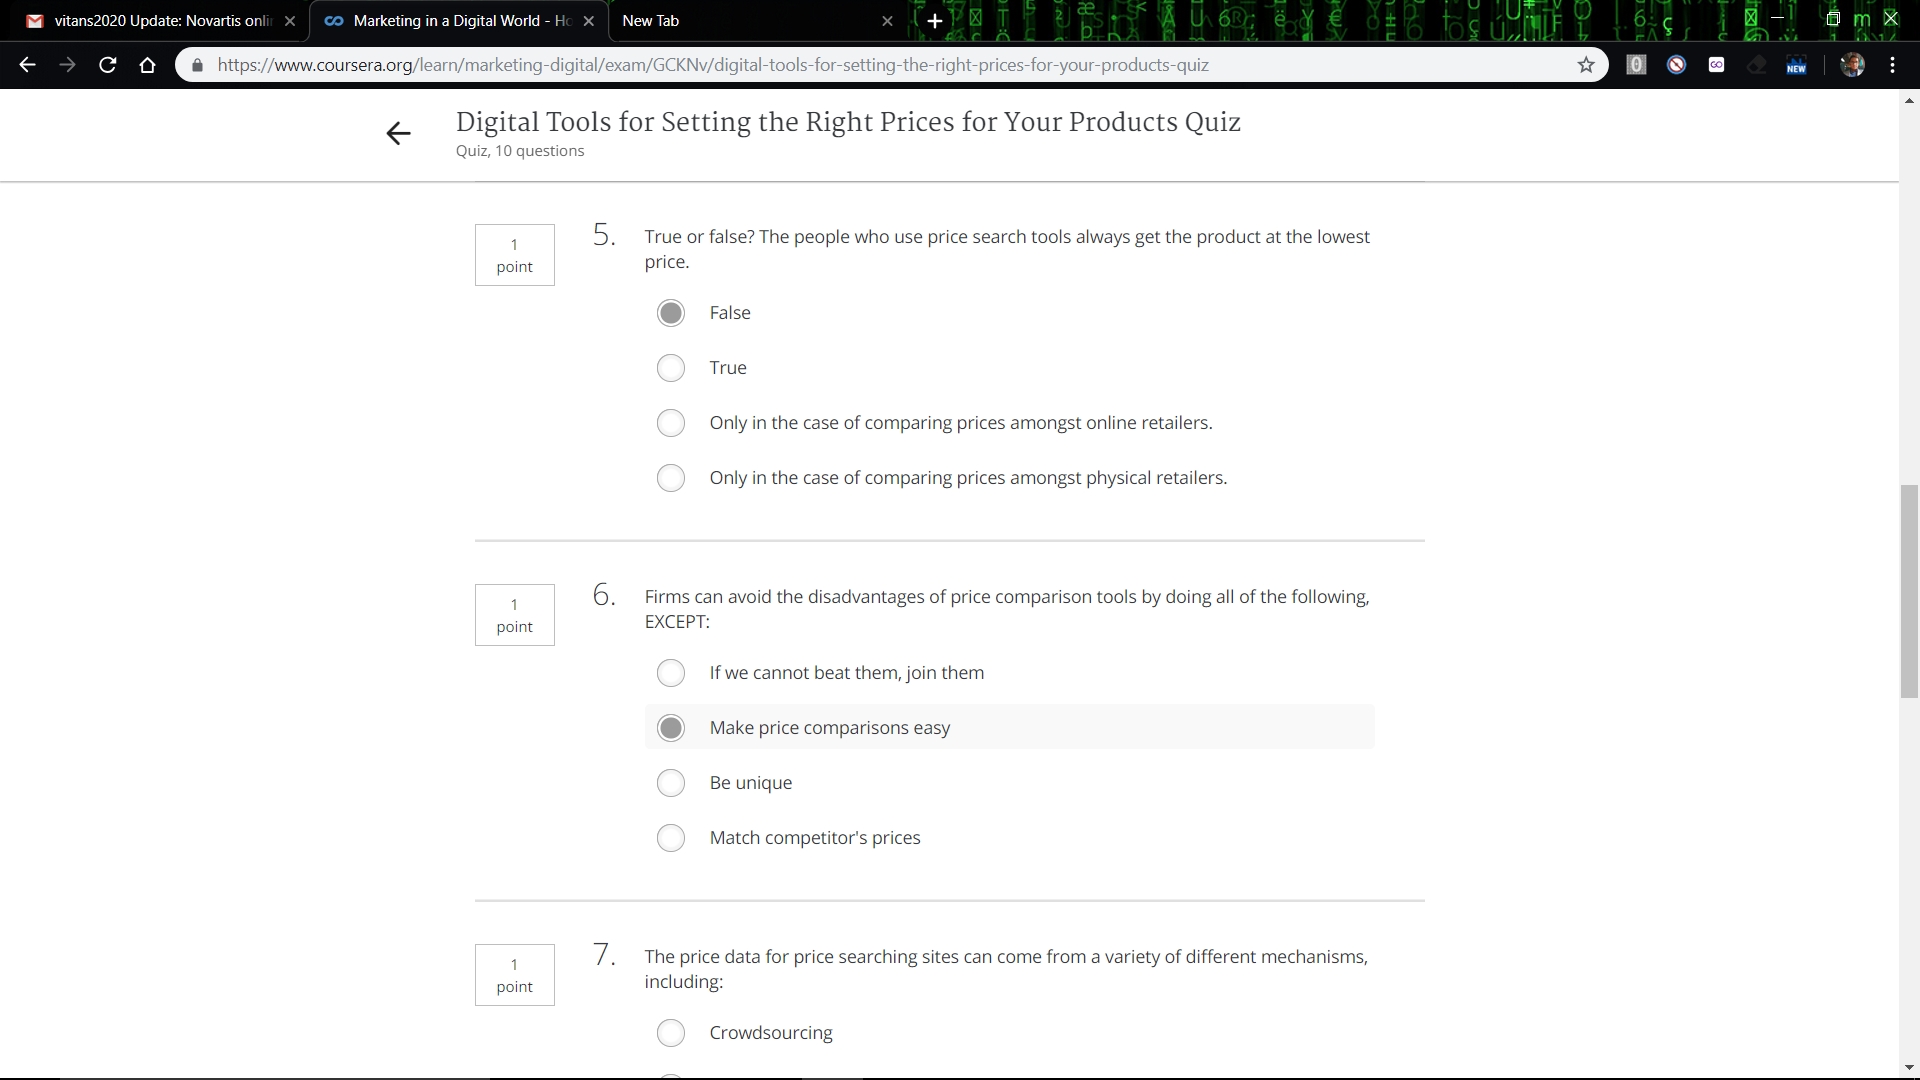 vitans2020 Update: Novartis onlin
Marketing in a Digital World - Ho
New Tab
https://www.coursera.org/learn/marketing-digital/exam/GCKNv/digital-tools-for-setting-the-right-prices-for-your-products-quiz
NEW
Digital Tools for Setting the Right Prices for Your Products Quiz
Quiz, 10 questions
1
point
5.
True or false? The people who use price search tools always get the product at the lowest
price.
False
True
Only in the case of comparing prices amongst online retailers.
Only in the case of comparing prices amongst physical retailers.
1
point
6.
Firms can avoid the disadvantages of price comparison tools by doing all of the following,
EXCEPT:
If we cannot beat them, join them
Make price comparisons easy
Be unique
Match competitor's prices
1
point
7.
The price data for price searching sites can come from a variety of different mechanisms,
including:
Crowdsourcing